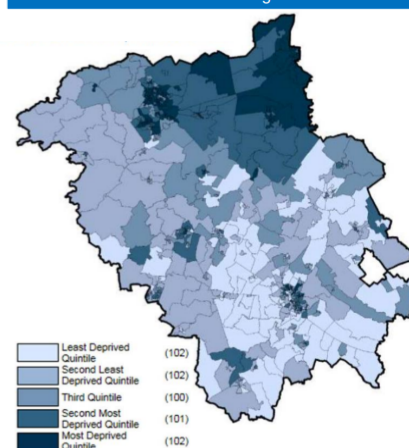 Least Deprived
Quintile (102)
Second Least
Deprived Quintile (102)
Third Quintile (100)
Second Most
Deprived Quintile (101)
Most Deprived
Quintile (102)